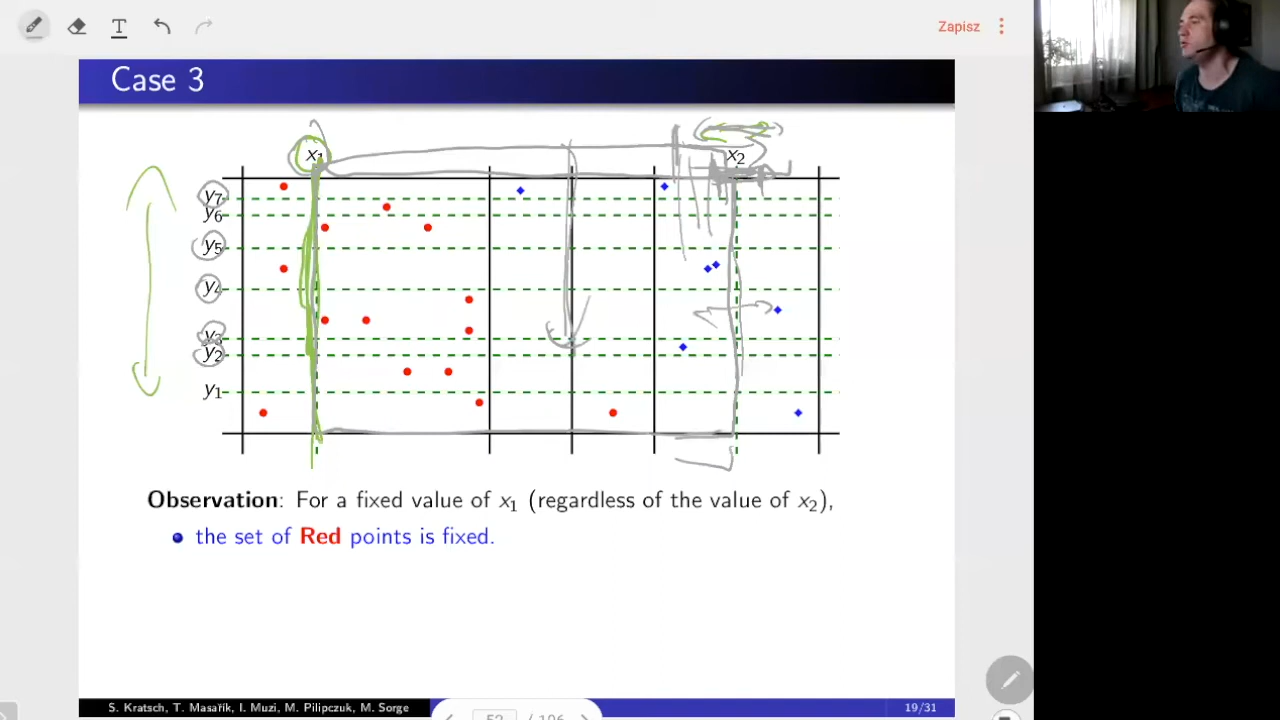 T
Zapisz
Case 3
x₁
x₂
y₇
y₆
y₅
y₄
y₃
y₂
y₁
Observation: For a fixed value of x₁ (regardless of the value of x₂),
the set of Red points is fixed.
S. Kratsch, T. Masařík, I. Muzi, M. Pilipczuk, M. Sorge
19/31